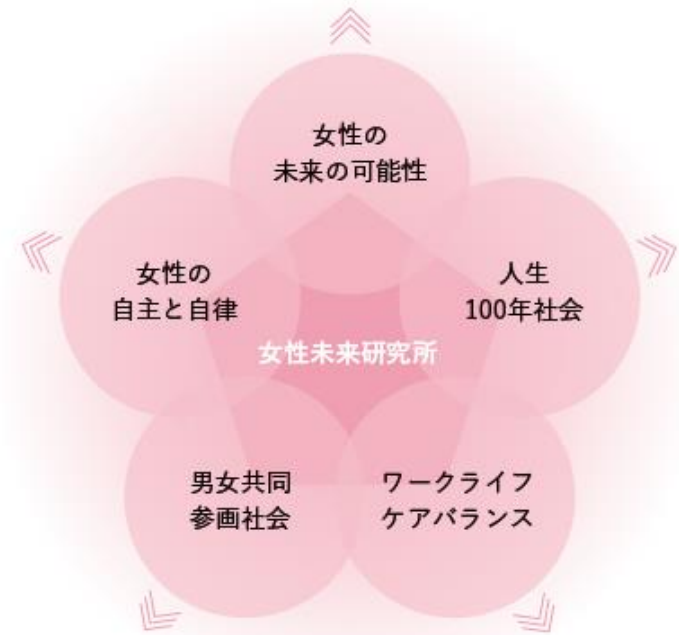 女性の
未来の可能性
女性の
自主と自律
人生
100年社会
女性未来研究所
男女共同
参画社会
ワークライフ
ケアバランス